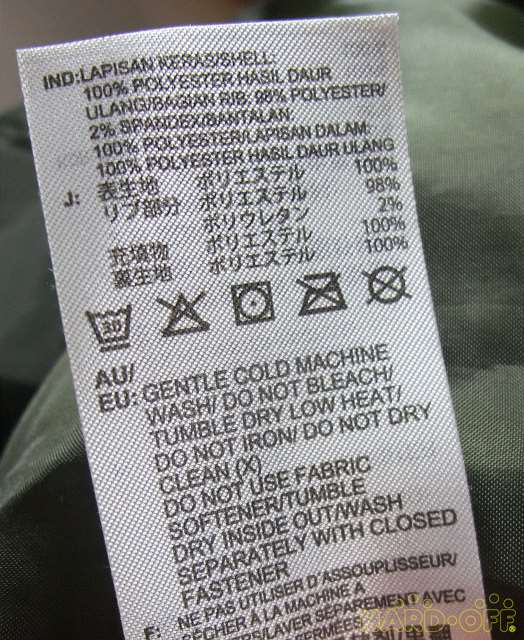 IND:LAPISAN KERAS/SHELL:
100% POLYESTER HASIL DAUR
ULANG/BAGIAN RIB: 98% POLYESTER/
2% SPANDEX/BANTALAN:
100% POLYESTER/LAPISAN DALAM:
100% POLYESTER HASIL DAUR ULANG
J: 表生地 ポリエステル 100%
リブ部分 ポリエステル 98%
ポリウレタン 2%
充填物 ポリエステル 100%
裏生地 ポリエステル 100%
30
AU/
EU: GENTLE COLD MACHINE
WASH/ DO NOT BLEACH/
TUMBLE DRY LOW HEAT/
DO NOT IRON/ DO NOT DRY
CLEAN (X)
DO NOT USE FABRIC
SOFTENER/TUMBLE
DRY INSIDE OUT/WASH
SEPARATELY WITH CLOSED
FASTENER
F: NE PAS UTILISER D'ASSOUPLISSEUR/
SÉCHER À LA MACHINE À
LAVER SÉPARÉMENT AVEC
HARD-OFF